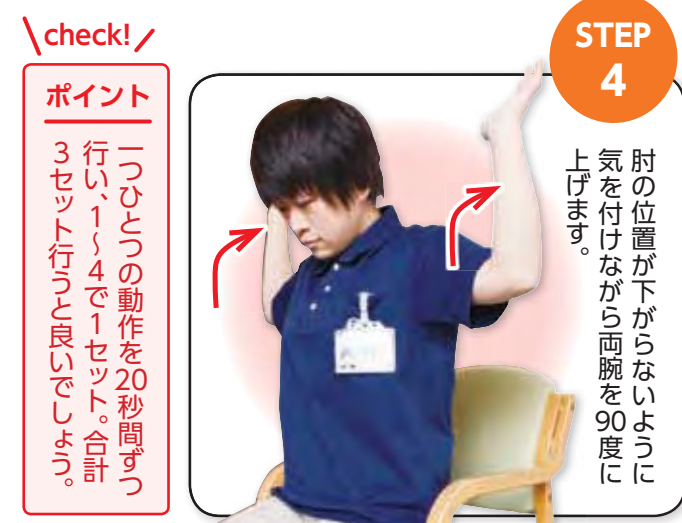 STEP
4
肘の位置が下がらないように
気を付けながら両腕を90度に
上げます。
check!
ポイント
一つひとつの動作を20秒間ずつ
行い、1〜4で1セット。合計
3セット行うと良いでしょう。